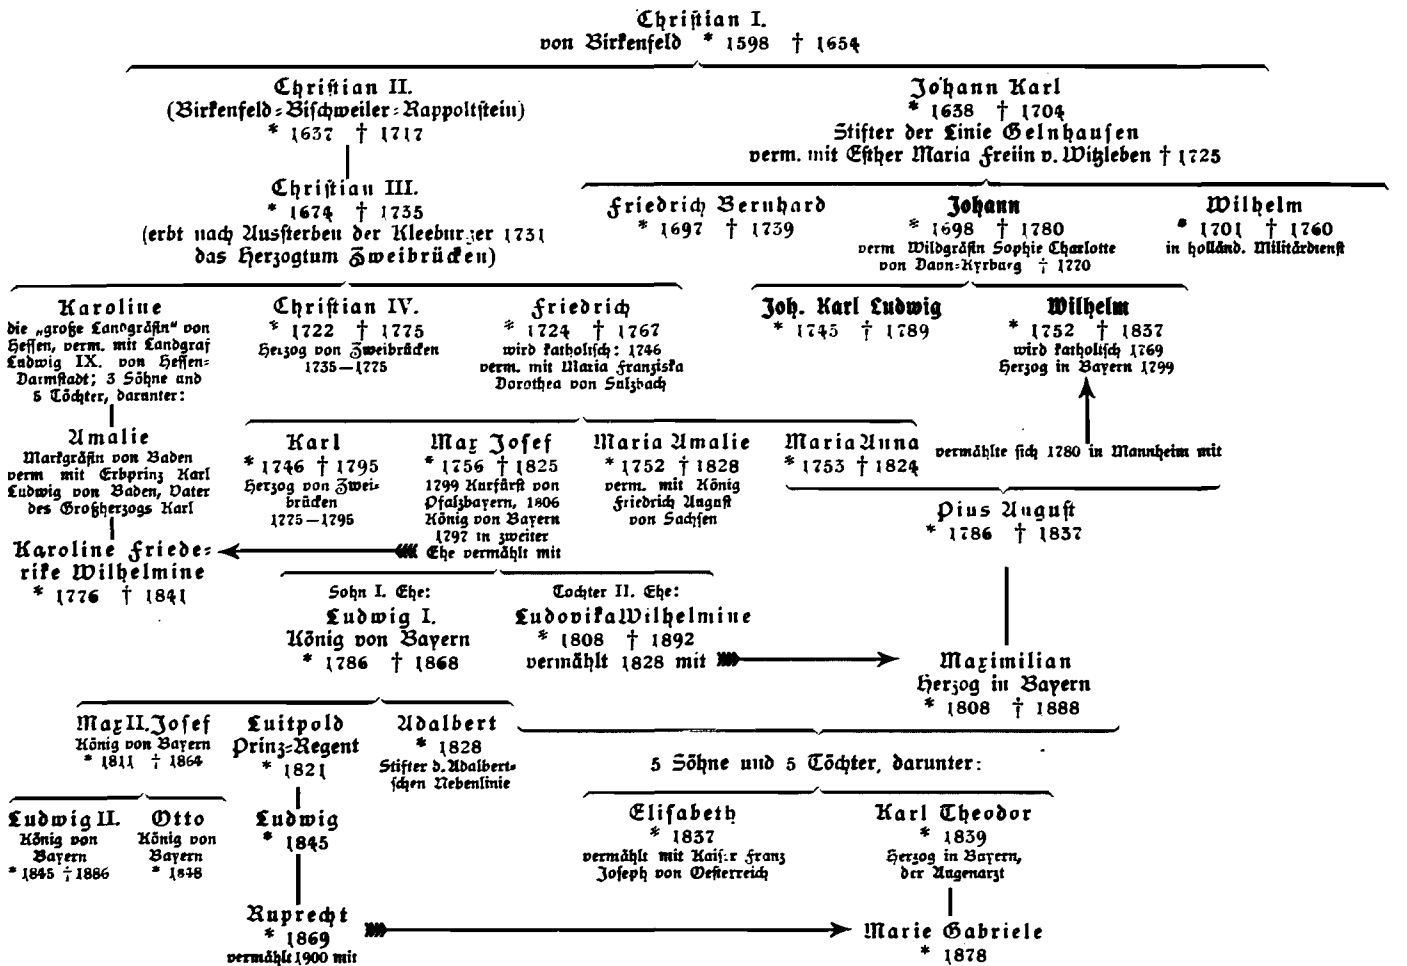 Christian I.
von Birkenfeld * 1598 † 1654
Christian II.
(Birkenfeld-Bischweiler-Rappoltstein)
* 1637 † 1717
Johann Karl
* 1638 † 1704
Stifter der Linie Gelnhausen
verm. mit Esther Maria Freiin v. Witzleben † 1725
Christian III.
* 1674 † 1735
(erbt nach Aussterben der Kleeburger 1731
das Herzogtum Zweibrücken)
Friedrich Bernhard
* 1697 † 1739
Johann
* 1698 † 1780
verm Wildgräfin Sophie Charlotte
von Daun-Kyrburg † 1770
Wilhelm
* 1701 † 1760
in holländ. Militärdienst
Karoline
die „große Landgräfin“ von
Hessen, verm. mit Landgraf
Ludwig IX. von Hessen-
Darmstadt; 3 Söhne und
5 Töchter, darunter:
Christian IV.
* 1722 † 1775
Herzog von Zweibrücken
1735—1775
Friedrich
* 1724 † 1767
wird katholisch: 1746
verm. mit Maria Franziska
Dorothea von Sulzbach
Joh. Karl Ludwig
* 1745 † 1789
Wilhelm
* 1752 † 1837
wird katholisch 1769
Herzog in Bayern 1799
Amalie
Markgräfin von Baden
verm mit Erbprinz Karl
Ludwig von Baden, Vater
des Großherzogs Karl
Karl
* 1746 † 1795
Herzog von Zwei-
brücken
1775—1795
Max Josef
* 1756 † 1825
1799 Kurfürst von
Pfalzbayern, 1806
König von Bayern
1797 in zweiter
Ehe vermählt mit
Maria Amalie
* 1752 † 1828
verm. mit König
Friedrich August
von Sachsen
Maria Anna
* 1753 † 1824
vermählte sich 1780 in Mannheim mit
Pius August
* 1786 † 1837
Karoline Friede-
rike Wilhelmine
* 1776 † 1841
Sohn I. Ehe:
Ludwig I.
König von Bayern
* 1786 † 1868
Tochter II. Ehe:
Ludovika Wilhelmine
* 1808 † 1892
vermählt 1828 mit
Maximilian
Herzog in Bayern
* 1808 † 1888
Max II. Josef
König von Bayern
* 1811 † 1864
Luitpold
Prinz-Regent
* 1821
Adalbert
* 1828
Stifter d. Adalbert-
schen Nebenlinie
5 Söhne und 5 Töchter, darunter:
Ludwig II.
König von
Bayern
* 1845 † 1886
Otto
König von
Bayern
* 1848
Ludwig
* 1845
Elisabeth
* 1837
vermählt mit Kaiser Franz
Joseph von Oesterreich
Karl Theodor
* 1839
Herzog in Bayern,
der Augenarzt
Ruprecht
* 1869
vermählt 1900 mit
Marie Gabriele
* 1878